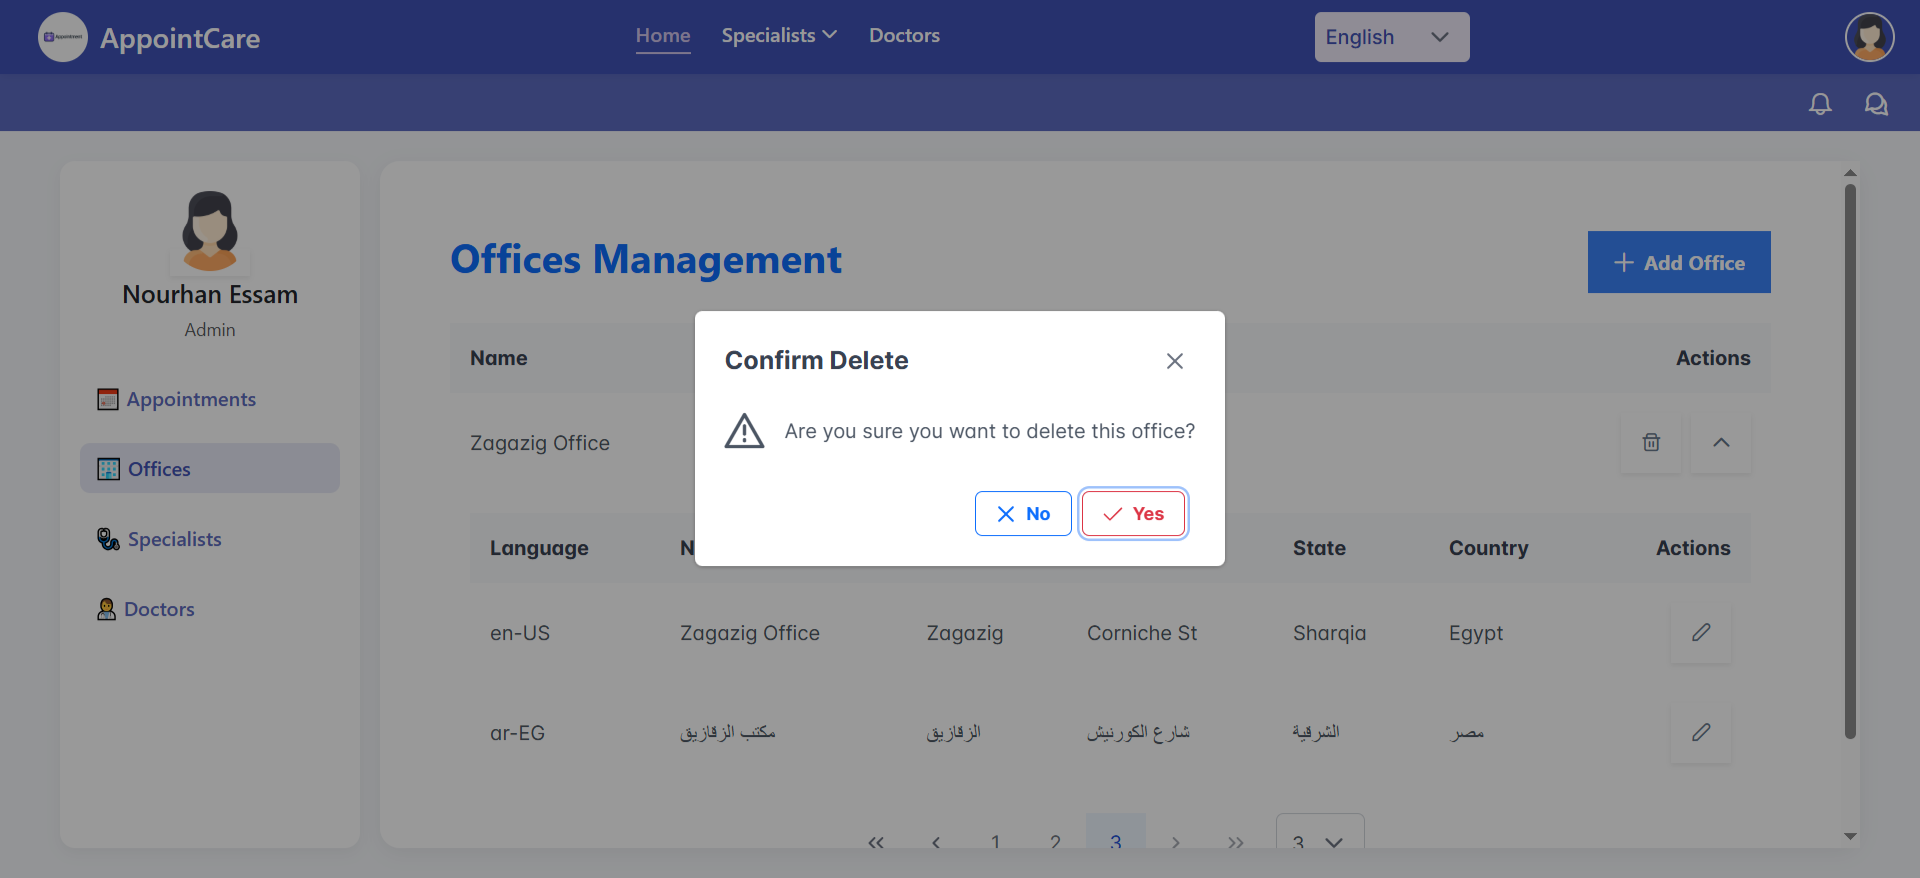 Appointment
AppointCare
Home
Specialists
Doctors
English
Nourhan Essam
Admin
Appointments
Offices
Specialists
Doctors
Offices Management
Add Office
Name
Actions
Zagazig Office
Confirm Delete
Are you sure you want to delete this office?
No
Yes
Language
N
State
Country
Actions
en-US
Zagazig Office
Zagazig
Corniche St
Sharqia
Egypt
ar-EG
مكتب الزقازيق
الزقازيق
شارع الكورنيش
الشرقية
مصر
1
2
3
3